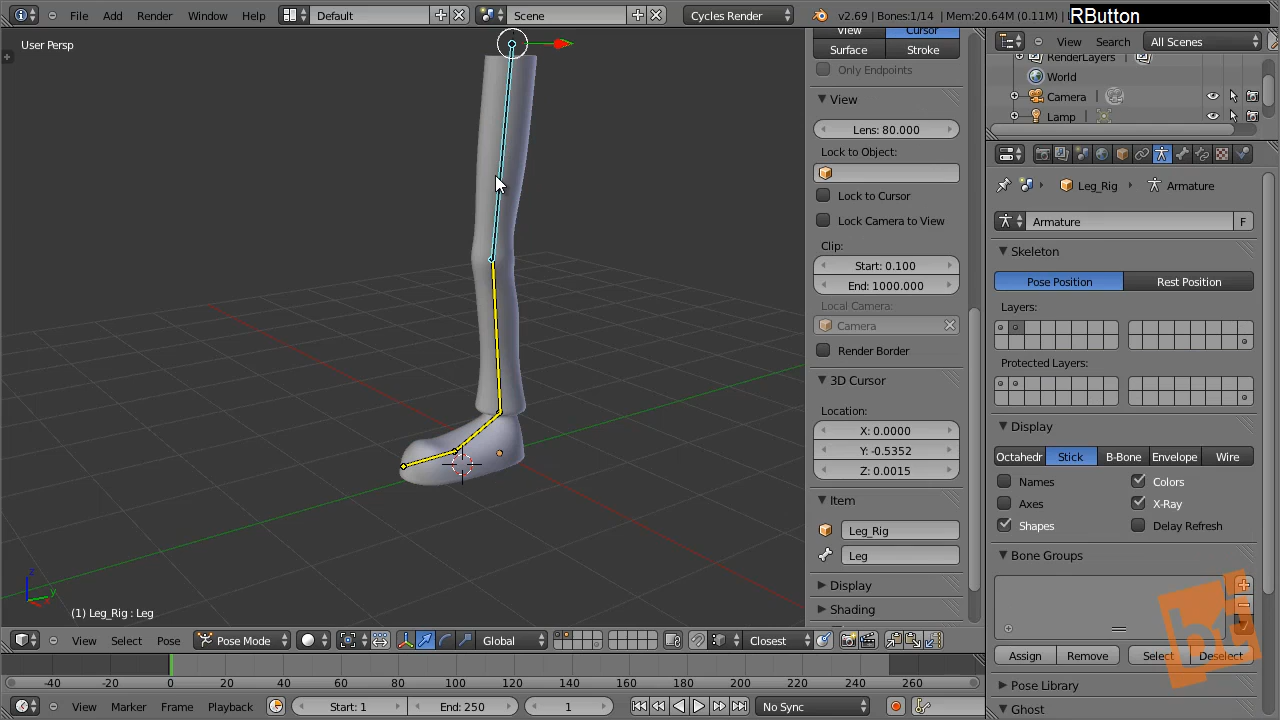 File Add Render Window Help Default Scene Cycles Render v2.69 | Bones:1/14 | Mem:20.64M (0.11M) |
RButton
User Persp
View Cursor
Surface Stroke
Only Endpoints
View
Lens: 80.000
Lock to Object:
Lock to Cursor
Lock Camera to View
Clip:
Start: 0.100
End: 1000.000
Local Camera:
Camera
Render Border
3D Cursor
Location:
X: 0.0000
Y: -0.5352
Z: 0.0015
Item
Leg_Rig
Leg
Display
Shading
View Search All Scenes
RenderLayers
World
Camera
Lamp
Leg_Rig Armature
Armature F
Skeleton
Pose Position Rest Position
Layers:
Protected Layers:
Display
Octahedr Stick B-Bone Envelope Wire
Names Colors
Axes X-Ray
Shapes Delay Refresh
Bone Groups
Assign Remove Select Deselect
Pose Library
Ghost
z
y
(1) Leg_Rig : Leg
View Select Pose Pose Mode Global Closest
-40 -20 0 20 40 60 80 100 120 140 160 180 200 220 240 260
View Marker Frame Playback Start: 1 End: 250 1 No Sync
bt